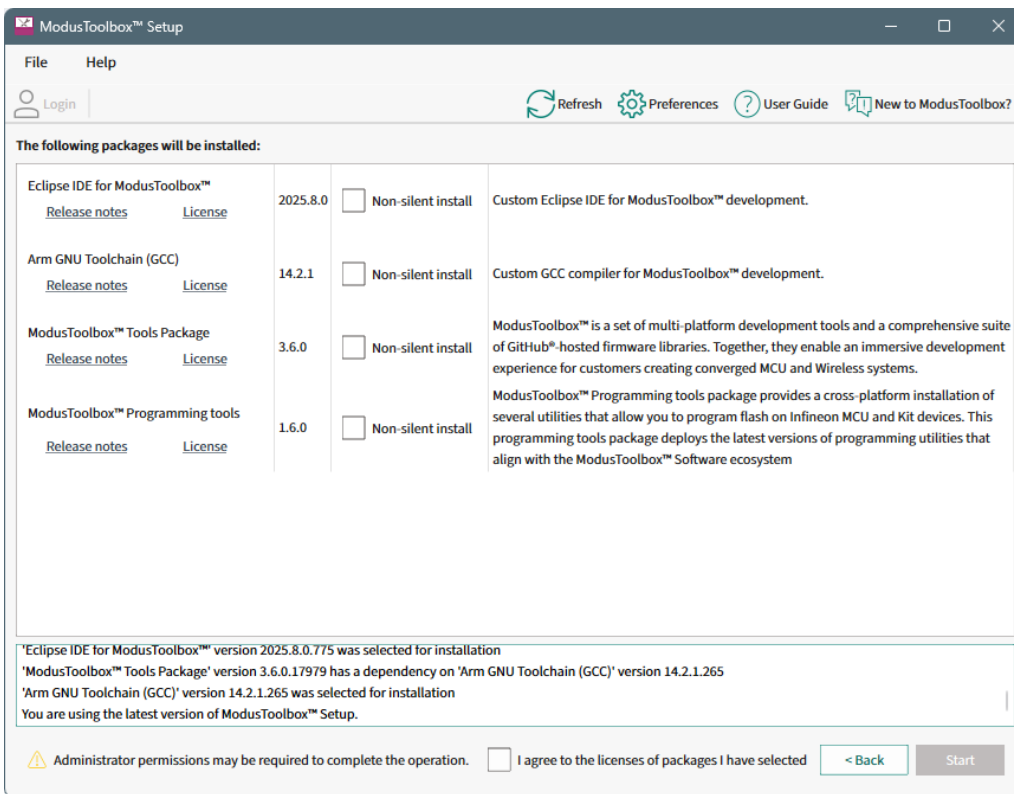 ModusToolbox™ Setup
File Help
Login Refresh Preferences User Guide New to ModusToolbox?
The following packages will be installed:
Eclipse IDE for ModusToolbox™
Release notes License
2025.8.0
Non-silent install
Custom Eclipse IDE for ModusToolbox™ development.
Arm GNU Toolchain (GCC)
Release notes License
14.2.1
Non-silent install
Custom GCC compiler for ModusToolbox™ development.
ModusToolbox™ Tools Package
Release notes License
3.6.0
Non-silent install
ModusToolbox™ is a set of multi-platform development tools and a comprehensive suite
of GitHub®-hosted firmware libraries. Together, they enable an immersive development
experience for customers creating converged MCU and Wireless systems.
ModusToolbox™ Programming tools
Release notes License
1.6.0
Non-silent install
ModusToolbox™ Programming tools package provides a cross-platform installation of
several utilities that allow you to program flash on Infineon MCU and Kit devices. This
programming tools package deploys the latest versions of programming utilities that
align with the ModusToolbox™ Software ecosystem
'Eclipse IDE for ModusToolbox™' version 2025.8.0.775 was selected for installation
'ModusToolbox™ Tools Package' version 3.6.0.17979 has a dependency on 'Arm GNU Toolchain (GCC)' version 14.2.1.265
'Arm GNU Toolchain (GCC)' version 14.2.1.265 was selected for installation
You are using the latest version of ModusToolbox™ Setup.
Administrator permissions may be required to complete the operation. I agree to the licenses of packages I have selected < Back Start